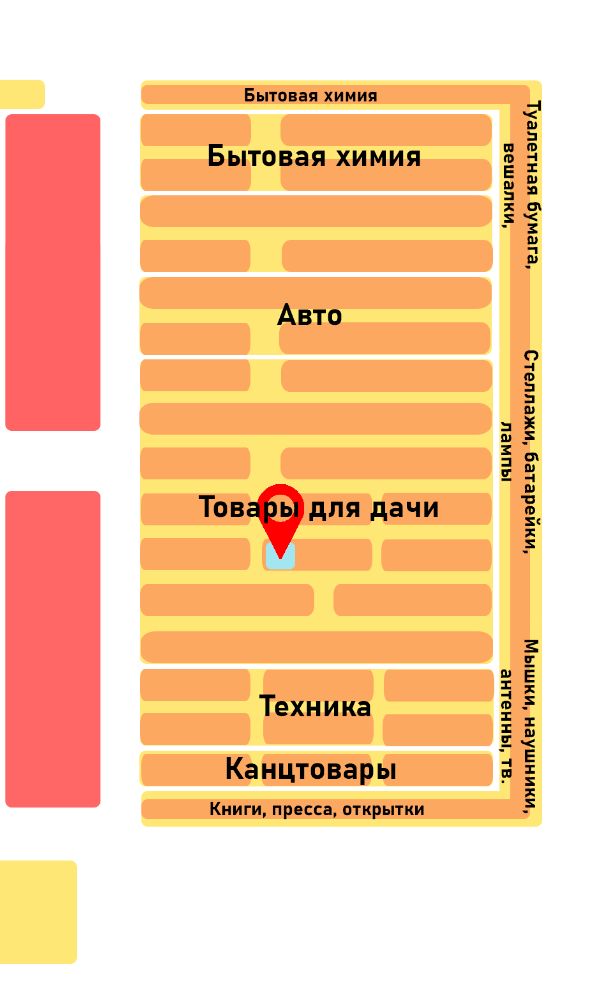 Бытовая химия
Бытовая химия
Туалетная бумага,
вешалки,
Авто
Стеллажи, батарейки,
лампы
Товары для дачи
Мышки, наушники,
антенны, тв.
Техника
Канцтовары
Книги, пресса, открытки